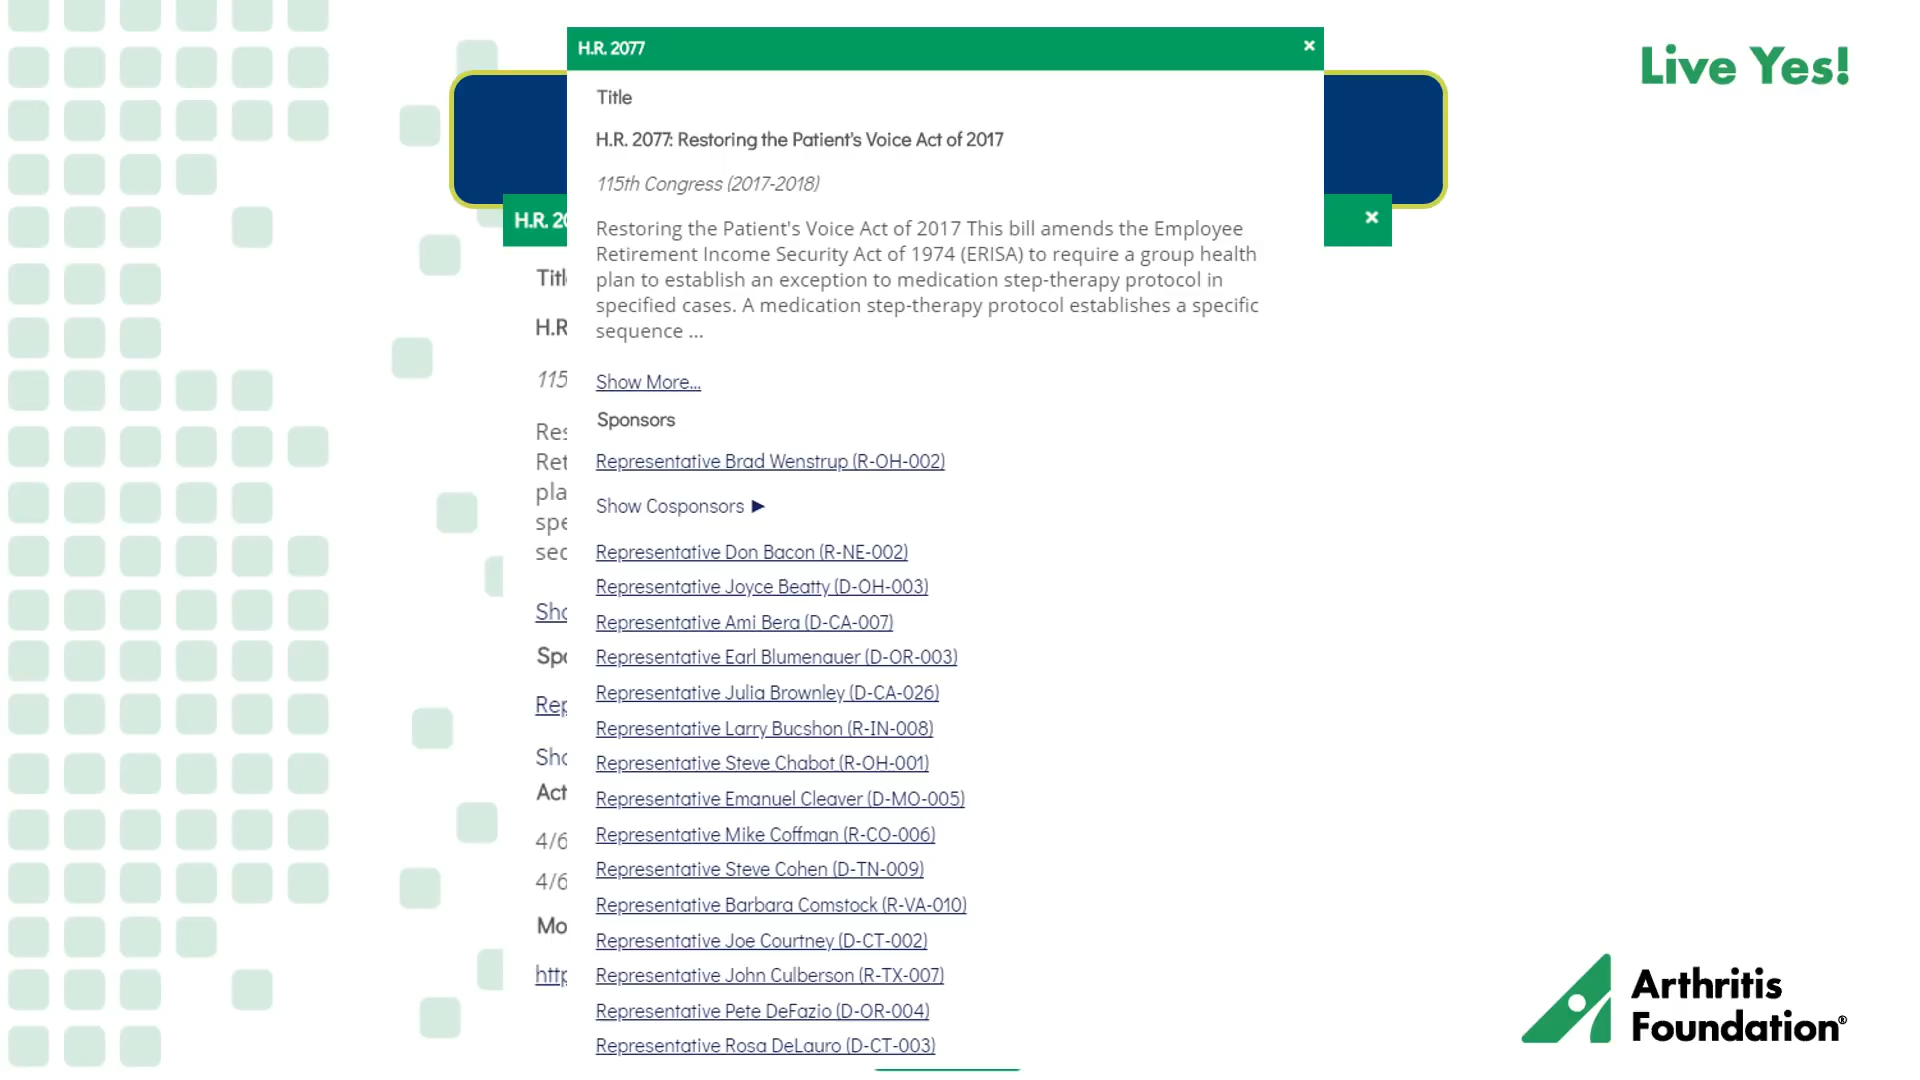 H.R. 2077
Live Yes!
Title
H.R. 2077: Restoring the Patient's Voice Act of 2017
115th Congress (2017-2018)
H.R. 20
Restoring the Patient's Voice Act of 2017 This bill amends the Employee
Retirement Income Security Act of 1974 (ERISA) to require a group health
plan to establish an exception to medication step-therapy protocol in
specified cases. A medication step-therapy protocol establishes a specific
sequence ...
Show More...
Sponsors
Representative Brad Wenstrup (R-OH-002)
Show Cosponsors ►
Representative Don Bacon (R-NE-002)
Representative Joyce Beatty (D-OH-003)
Representative Ami Bera (D-CA-007)
Representative Earl Blumenauer (D-OR-003)
Representative Julia Brownley (D-CA-026)
Representative Larry Bucshon (R-IN-008)
Representative Steve Chabot (R-OH-001)
Representative Emanuel Cleaver (D-MO-005)
Representative Mike Coffman (R-CO-006)
Representative Steve Cohen (D-TN-009)
Representative Barbara Comstock (R-VA-010)
Representative Joe Courtney (D-CT-002)
Representative John Culberson (R-TX-007)
Representative Pete DeFazio (D-OR-004)
Representative Rosa DeLauro (D-CT-003)
H.R
115
4/6
4/6
Arthritis
Foundation®